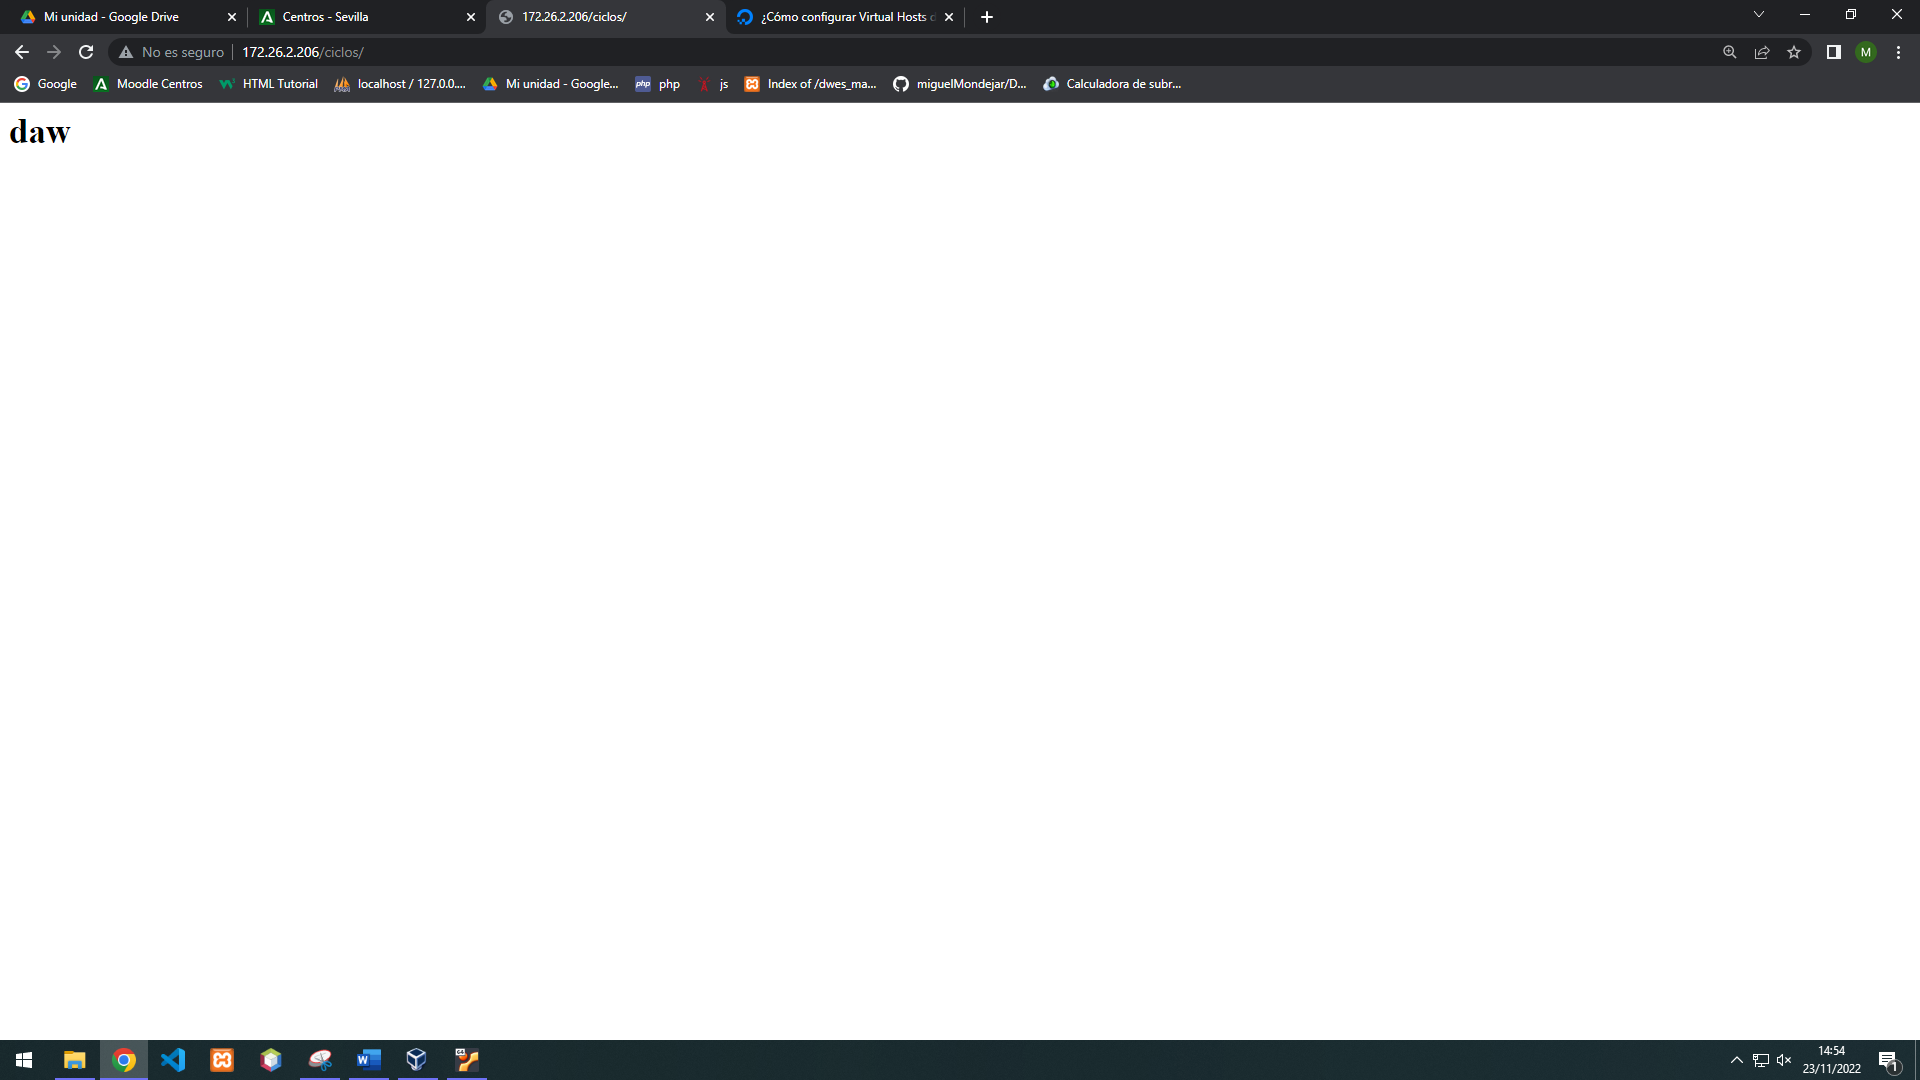 Mi unidad - Google Drive
Centros - Sevilla
172.26.2.206/ciclos/
¿Cómo configurar Virtual Hosts d
No es seguro
172.26.2.206/ciclos/
M
Google
Moodle Centros
HTML Tutorial
localhost / 127.0.0....
Mi unidad - Google...
php
php
js
Index of /dwes_ma...
miguelMondejar/D...
Calculadora de subr...
daw
14:54
23/11/2022
1